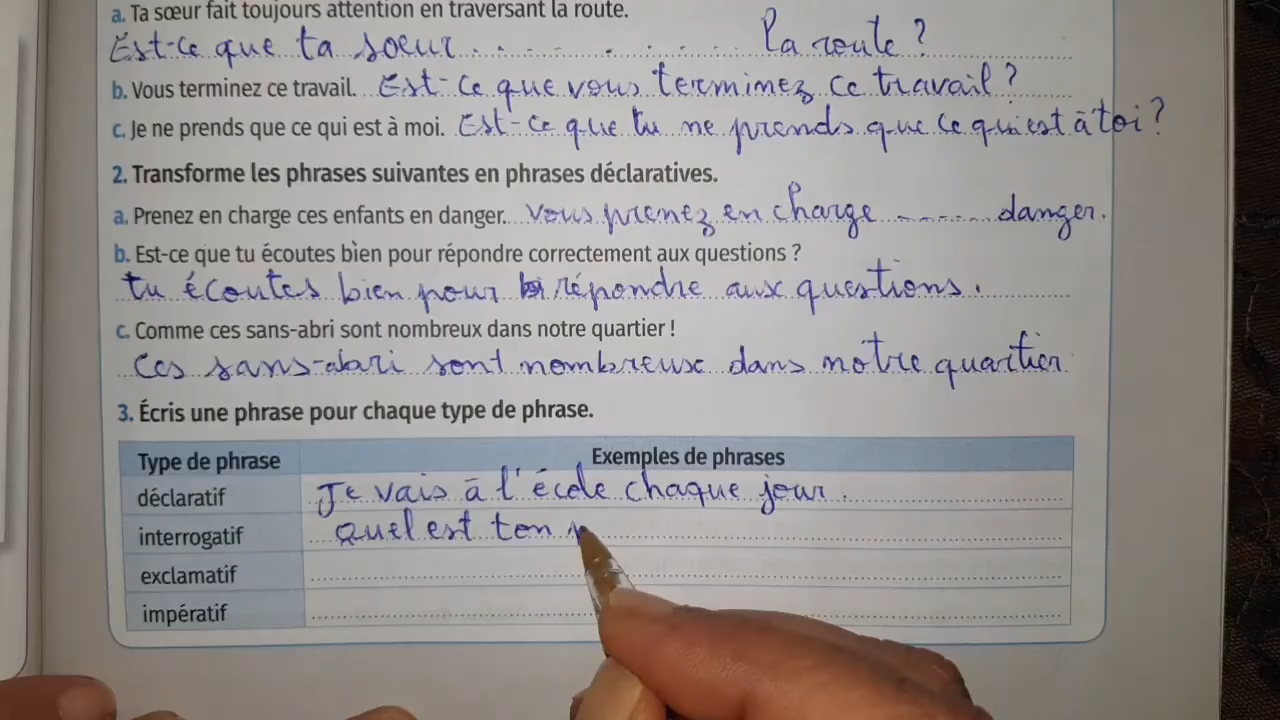 a. Ta sœur fait toujours attention en traversant la route.
Est-ce que ta soeur . . . . . . . . la route ?
b. Vous terminez ce travail. Est-ce que vous terminez ce travail ?
c. Je ne prends que ce qui est à moi. Est-ce que tu ne prends que ce qui est à toi ?
2. Transforme les phrases suivantes en phrases déclaratives.
a. Prenez en charge ces enfants en danger. Vous prenez en charge ....... danger.
b. Est-ce que tu écoutes bien pour répondre correctement aux questions ?
tu écoutes bien pour répondre aux questions.
c. Comme ces sans-abri sont nombreux dans notre quartier !
Ces sans-abri sont nombreux dans notre quartier
3. Écris une phrase pour chaque type de phrase.
Type de phrase Exemples de phrases
déclaratif Je vais à l'école chaque jour.
interrogatif Quel est ton
exclamatif
impératif